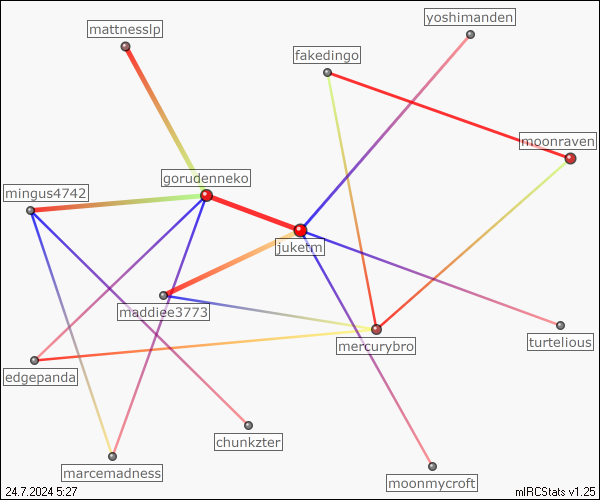 yoshimanden
mattnesslp
fakedingo
moonraven
gorudenneko
mingus4742
juketm
maddiee3773
turtelious
mercurybro
edgepanda
chunkzter
marcemadness
moonmycroft
24.7.2024 5:27
mIRCStats v1.25